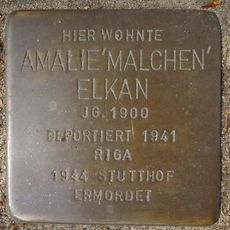 HIER WOHNTE
AMALIE 'MALCHEN'
ELKAN
JG. 1900
DEPORTIERT 1941
RIGA
1944 STUTTHOF
ERMORDET